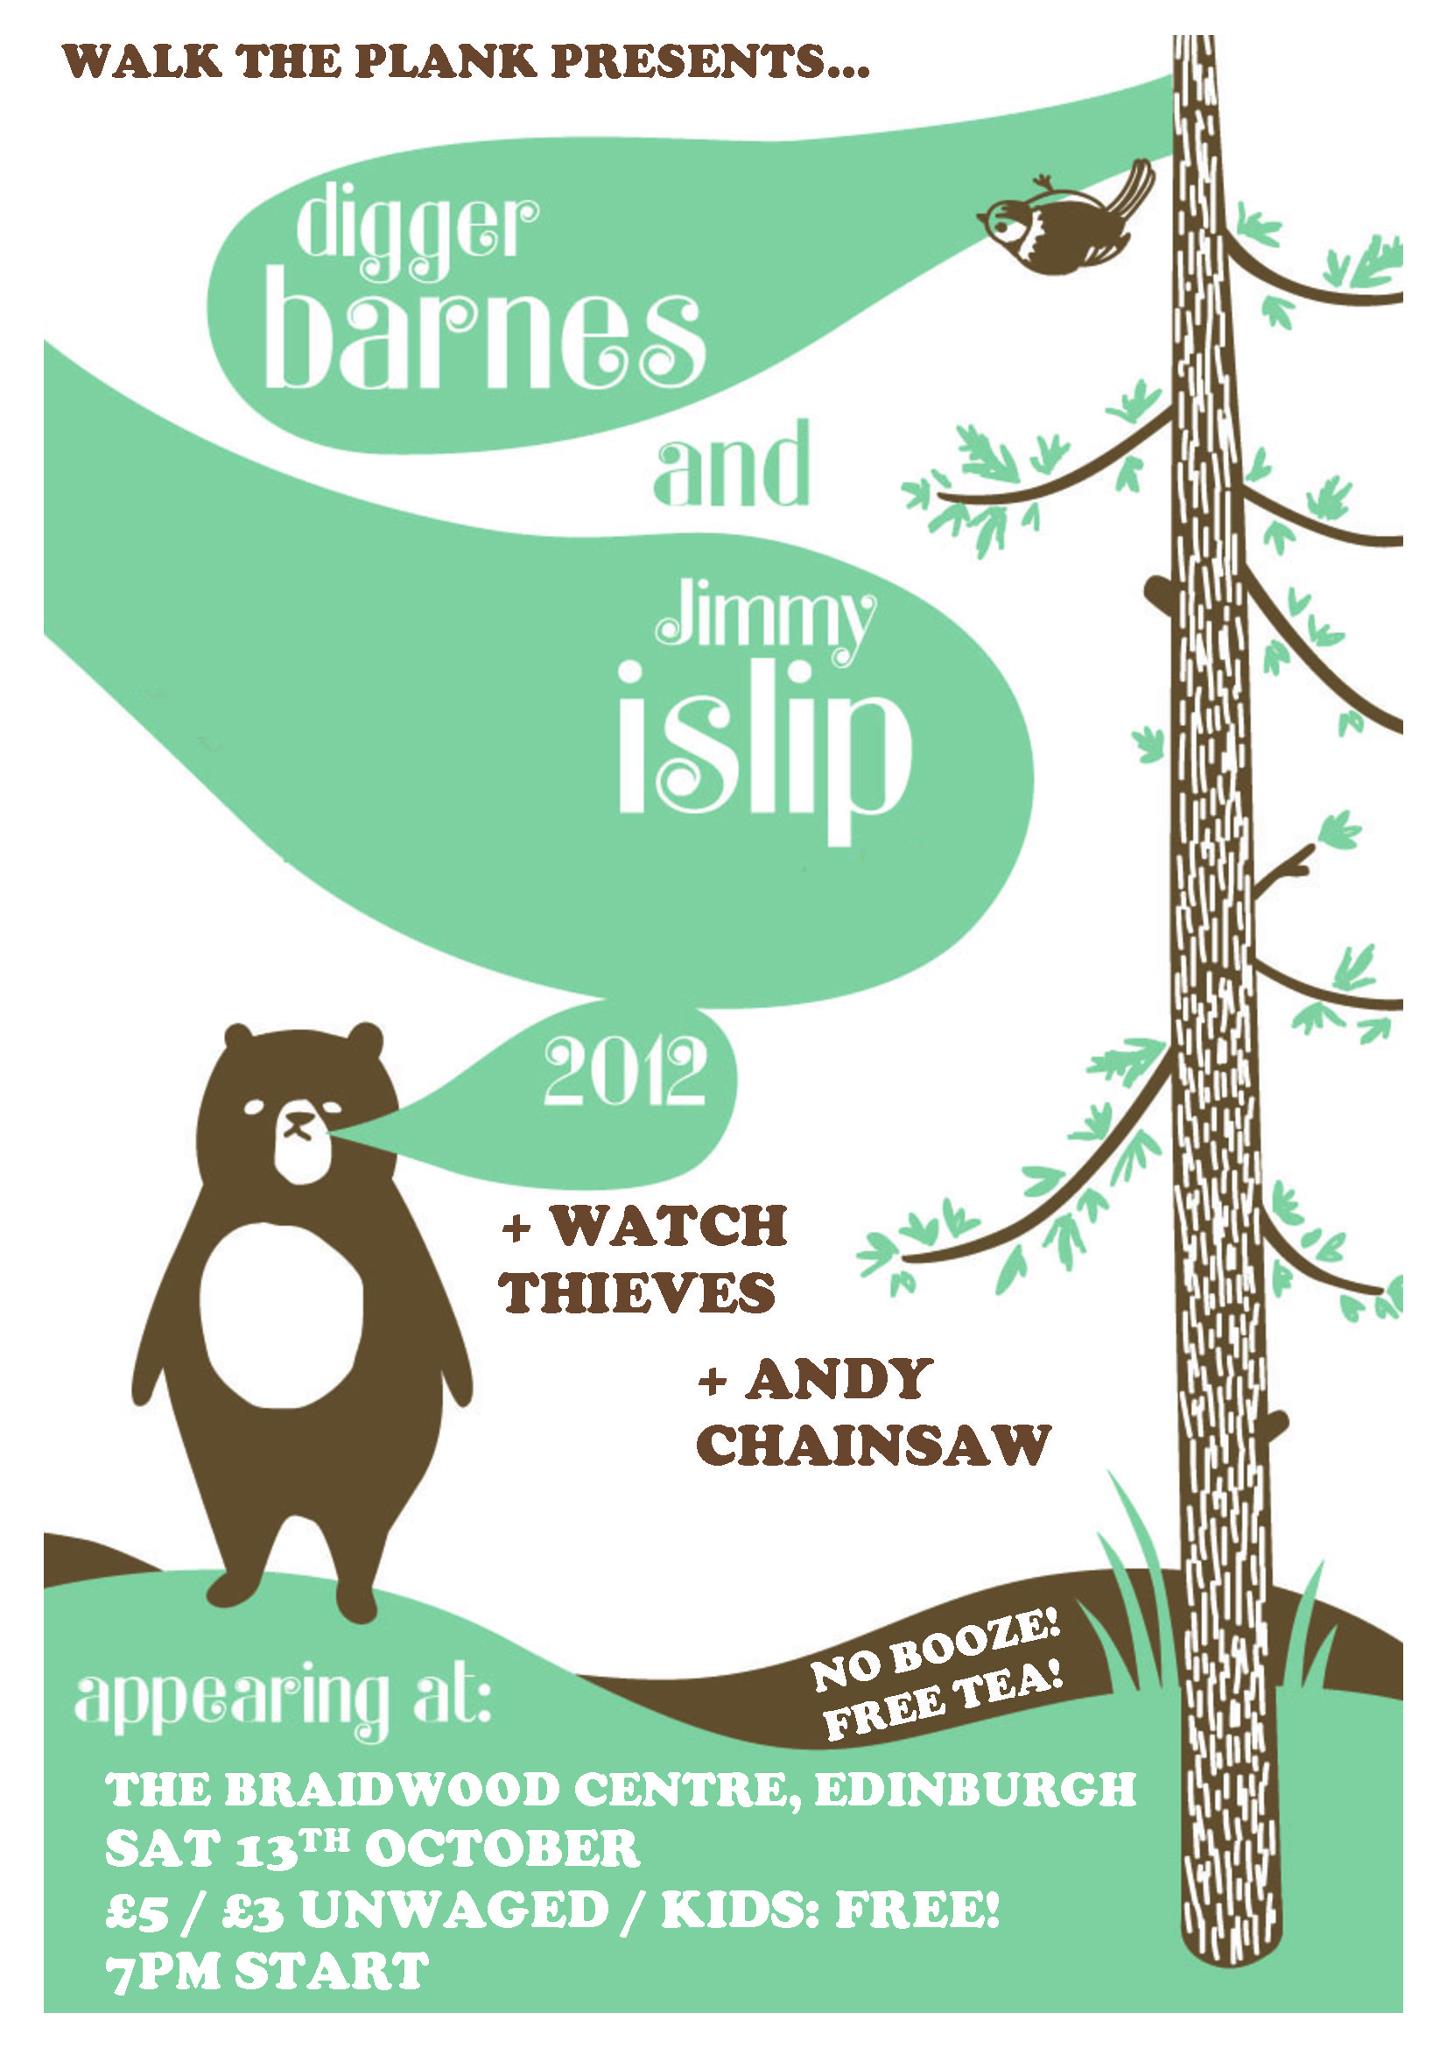 WALK THE PLANK PRESENTS...
digger
barnes
and
Jimmy
islip
2012
+ WATCH
THIEVES
+ ANDY
CHAINSAW
NO BOOZE!
FREE TEA!
appearing at:
THE BRAIDWOOD CENTRE, EDINBURGH
SAT 13TH OCTOBER
£5 / £3 UNWAGED / KIDS: FREE!
7PM START